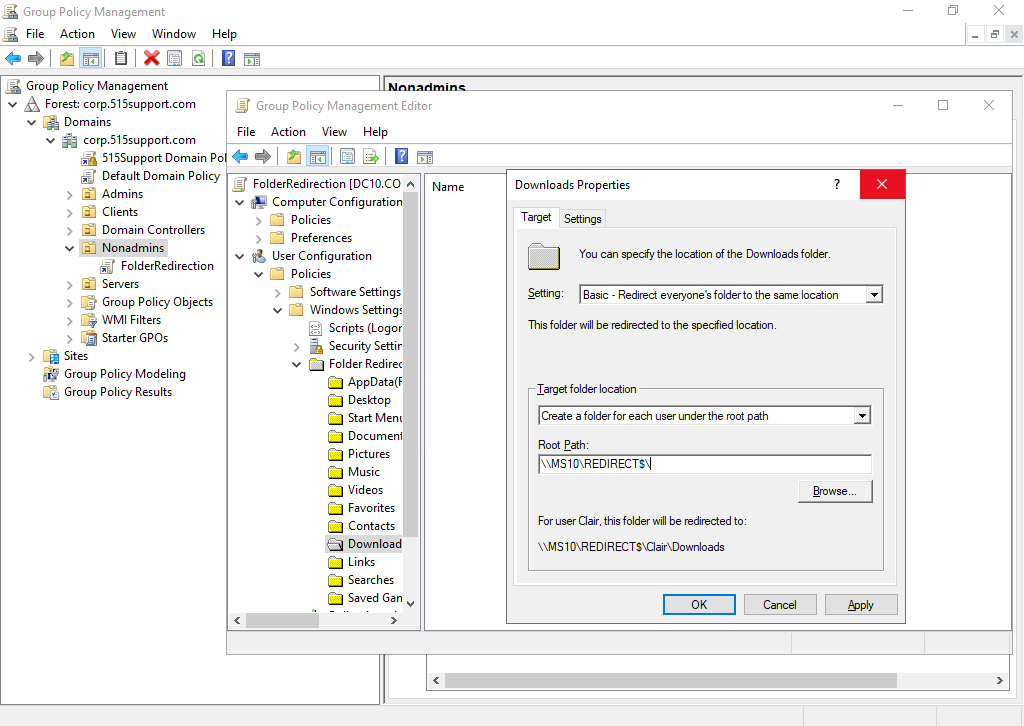 Group Policy Management
File Action View Window Help
Group Policy Management
Forest: corp.515support.com
Domains
corp.515support.com
515Support Domain Pol
Default Domain Policy
Admins
Clients
Domain Controllers
Nonadmins
FolderRedirection
Servers
Group Policy Objects
WMI Filters
Starter GPOs
Sites
Group Policy Modeling
Group Policy Results
Nonadmins
Group Policy Management Editor
File Action View Help
FolderRedirection [DC10.CO
Computer Configuration
Policies
Preferences
User Configuration
Policies
Software Settings
Windows Settings
Scripts (Logor
Security Settin
Folder Redirec
AppData(R
Desktop
Start Menu
Document
Pictures
Music
Videos
Favorites
Contacts
Download
Links
Searches
Saved Gan
Name
Downloads Properties
?
Target Settings
You can specify the location of the Downloads folder.
Setting: Basic - Redirect everyone's folder to the same location
This folder will be redirected to the specified location.
Target folder location
Create a folder for each user under the root path
Root Path:
\\MS10\REDIRECT$\
Browse...
For user Clair, this folder will be redirected to:
\\MS10\REDIRECT$\Clair\Downloads
OK Cancel Apply